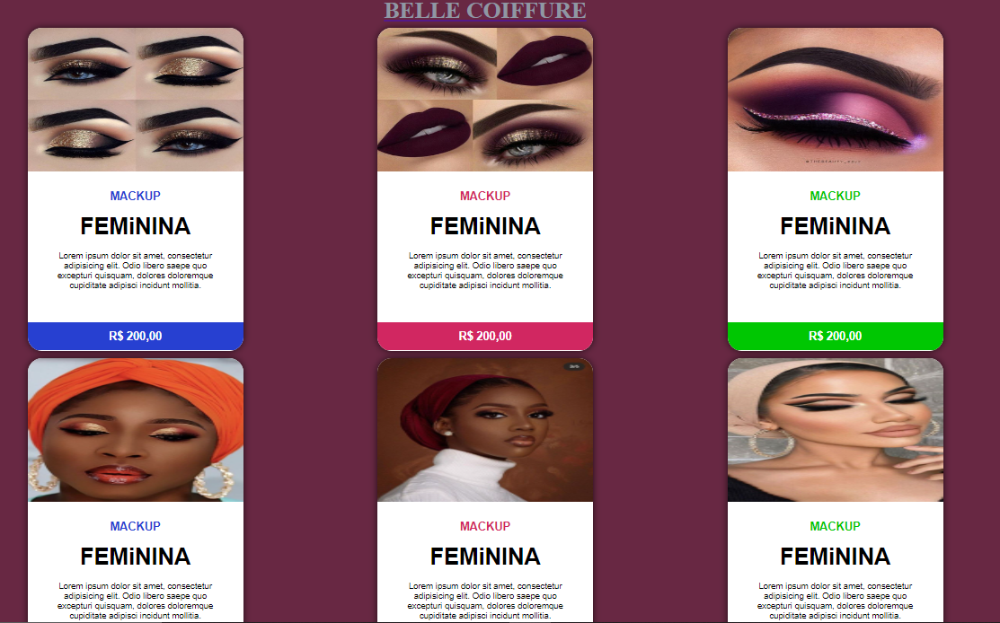 BELLE COIFFURE
MACKUP
FEMiNINA
Lorem ipsum dolor sit amet, consectetur
adipisicing elit. Odio libero saepe quo
excepturi quisquam, dolores doloremque
cupiditate adipisci incidunt mollitia.
R$ 200,00
MACKUP
FEMiNINA
Lorem ipsum dolor sit amet, consectetur
adipisicing elit. Odio libero saepe quo
excepturi quisquam, dolores doloremque
cupiditate adipisci incidunt mollitia.
R$ 200,00
MACKUP
FEMiNINA
Lorem ipsum dolor sit amet, consectetur
adipisicing elit. Odio libero saepe quo
excepturi quisquam, dolores doloremque
cupiditate adipisci incidunt mollitia.
R$ 200,00
MACKUP
FEMiNINA
Lorem ipsum dolor sit amet, consectetur
adipisicing elit. Odio libero saepe quo
excepturi quisquam, dolores doloremque
cupiditate adipisci incidunt mollitia.
MACKUP
FEMiNINA
Lorem ipsum dolor sit amet, consectetur
adipisicing elit. Odio libero saepe quo
excepturi quisquam, dolores doloremque
cupiditate adipisci incidunt mollitia.
MACKUP
FEMiNINA
Lorem ipsum dolor sit amet, consectetur
adipisicing elit. Odio libero saepe quo
excepturi quisquam, dolores doloremque
cupiditate adipisci incidunt mollitia.